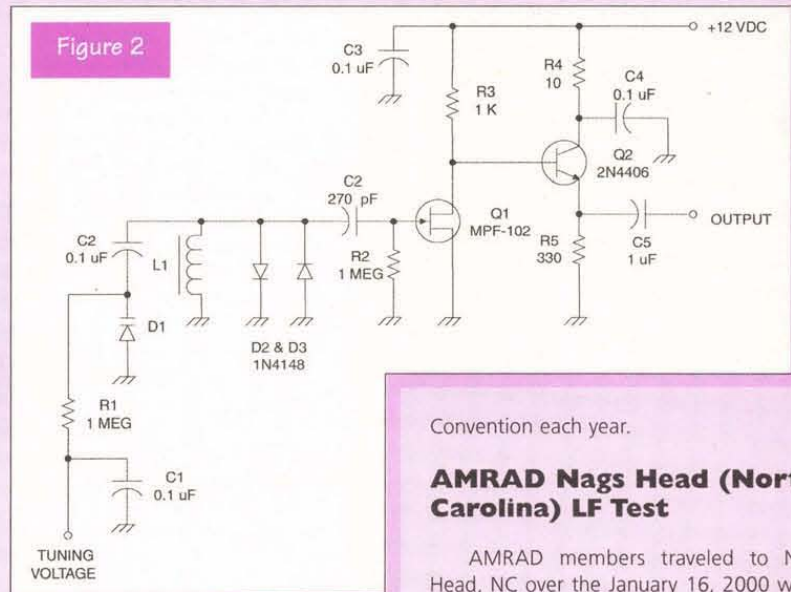 Figure 2
C3
0.1 uF
R3
1 K
R4
10
+12 VDC
C4
0.1 uF
Q2
2N4406
C2
270 pF
Q1
MPF-102
R2
1 MEG
R5
330
C5
1 uF
OUTPUT
C2
0.1 uF
L1
D1
D2 & D3
1N4148
R1
1 MEG
C1
0.1 uF
TUNING
VOLTAGE
Convention each year.
AMRAD Nags Head (Nort
Carolina) LF Test
AMRAD members traveled to N
Head, NC over the January 16, 2000 w